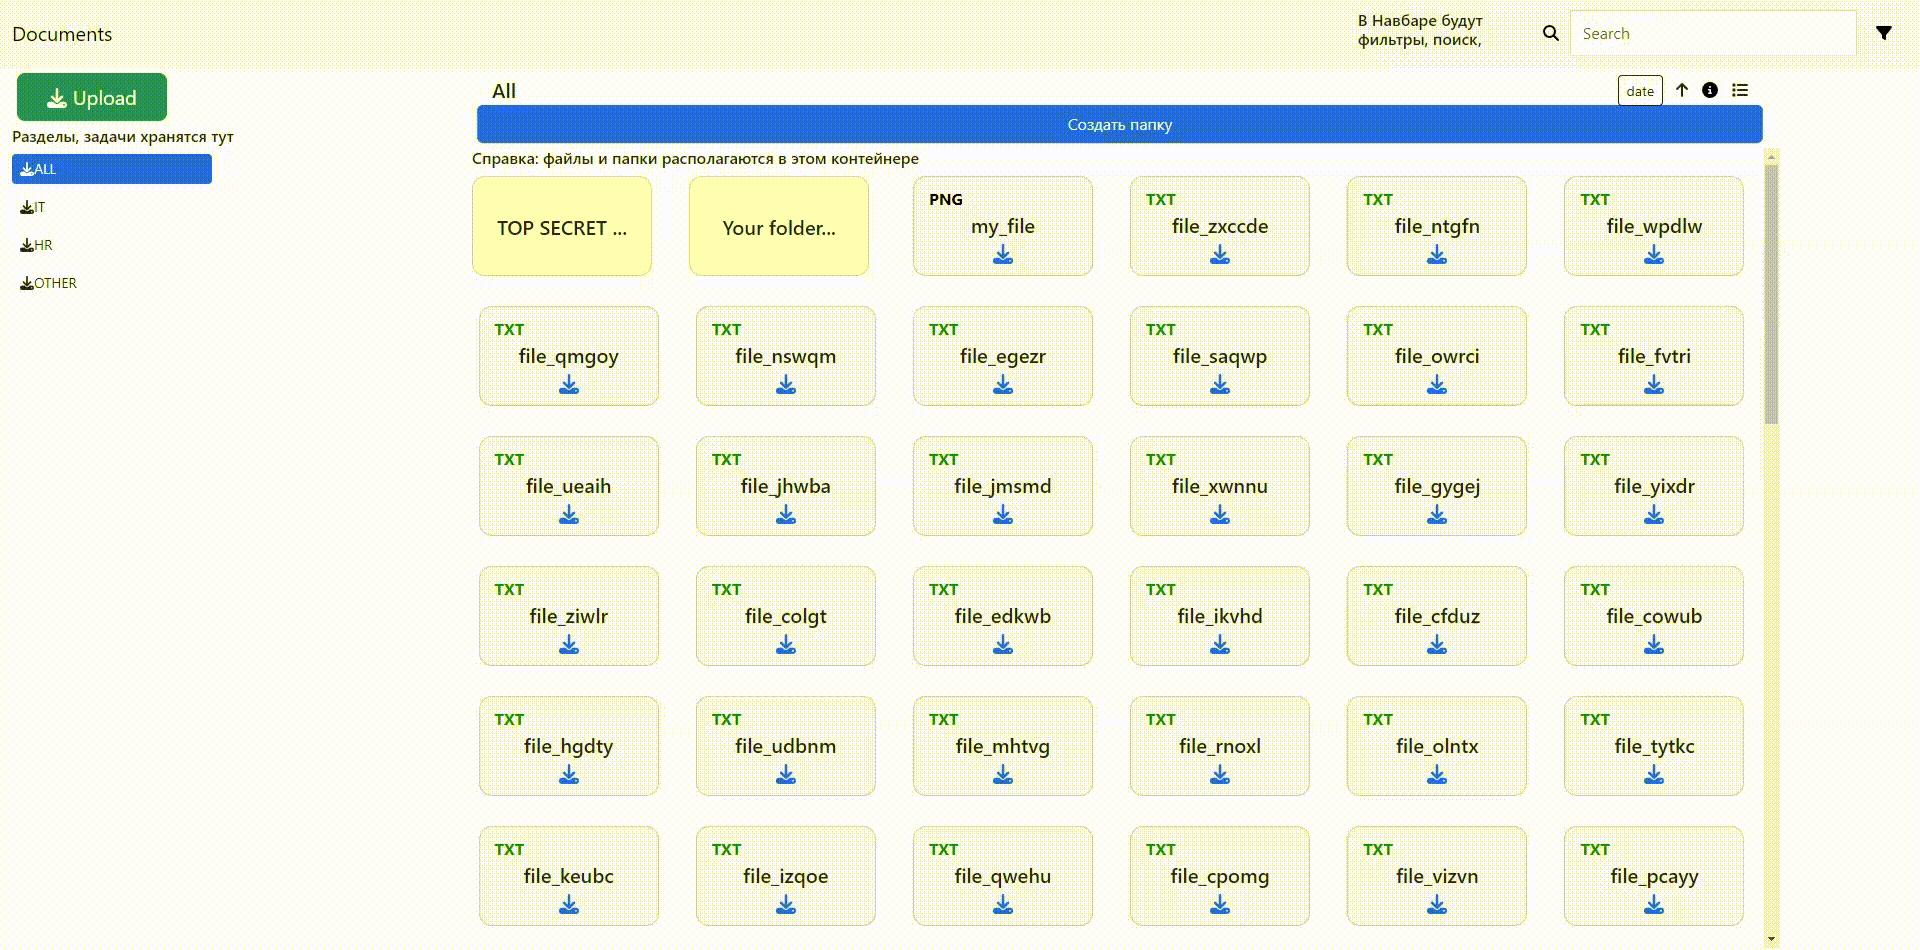 Documents
В Навбаре будут
фильтры, поиск,
Search
Upload
Разделы, задачи хранятся тут
ALL
IT
HR
OTHER
All
date
Создать папку
Справка: файлы и папки располагаются в этом контейнере
TOP SECRET ...
Your folder...
PNG
my_file
TXT
file_zxccde
TXT
file_ntgfn
TXT
file_wpdlw
TXT
file_qmgoy
TXT
file_nswqm
TXT
file_egezr
TXT
file_saqwp
TXT
file_owrci
TXT
file_fvtri
TXT
file_ueaih
TXT
file_jhwba
TXT
file_jmsmd
TXT
file_xwnnu
TXT
file_gygej
TXT
file_yixdr
TXT
file_ziwlr
TXT
file_colgt
TXT
file_edkwb
TXT
file_ikvhd
TXT
file_cfduz
TXT
file_cowub
TXT
file_hgdty
TXT
file_udbnm
TXT
file_mhtvg
TXT
file_rnoxl
TXT
file_olntx
TXT
file_tytkc
TXT
file_keubc
TXT
file_izqoe
TXT
file_qwehu
TXT
file_cpomg
TXT
file_vizvn
TXT
file_pcayy